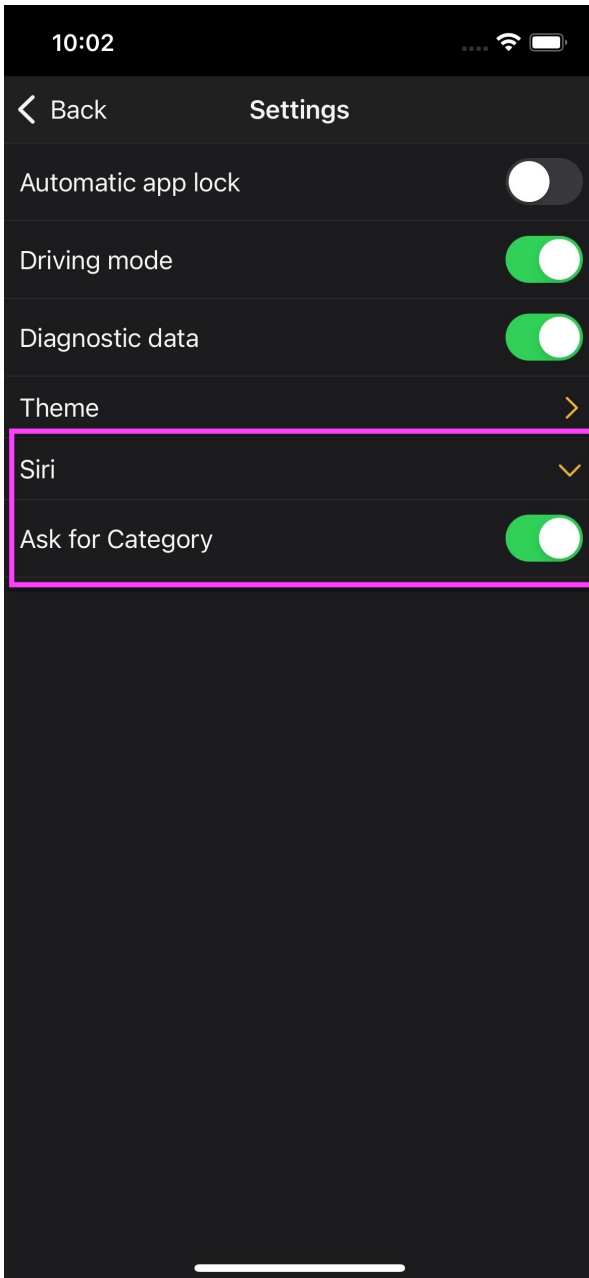 10:02
Back Settings
Automatic app lock
Driving mode
Diagnostic data
Theme
Siri
Ask for Category